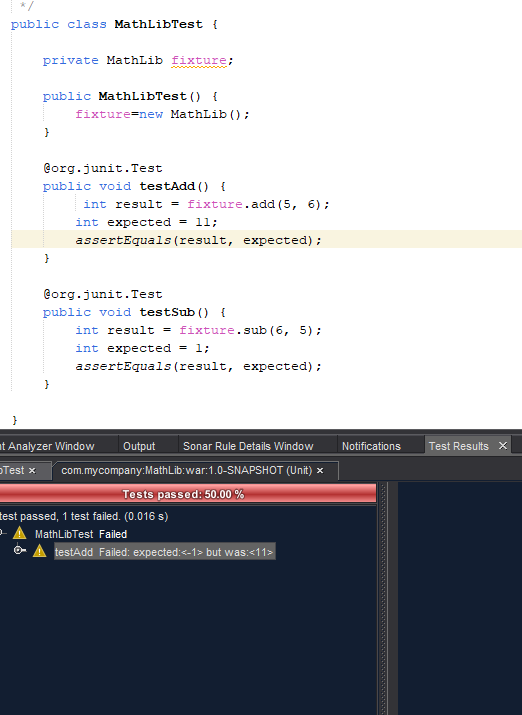 */
public class MathLibTest {
private MathLib fixture;
public MathLibTest() {
fixture=new MathLib();
}
@org.junit.Test
public void testAdd() {
int result = fixture.add(5, 6);
int expected = 11;
assertEquals(result, expected);
}
@org.junit.Test
public void testSub() {
int result = fixture.sub(6, 5);
int expected = 1;
assertEquals(result, expected);
}
}
nt Analyzer Window Output Sonar Rule Details Window Notifications Test Results ×
bTest × com.mycompany:MathLib:war:1.0-SNAPSHOT (Unit) ×
Tests passed: 50.00 %
test passed, 1 test failed. (0.016 s)
MathLibTest Failed
testAdd Failed: expected:<-1> but was:<11>